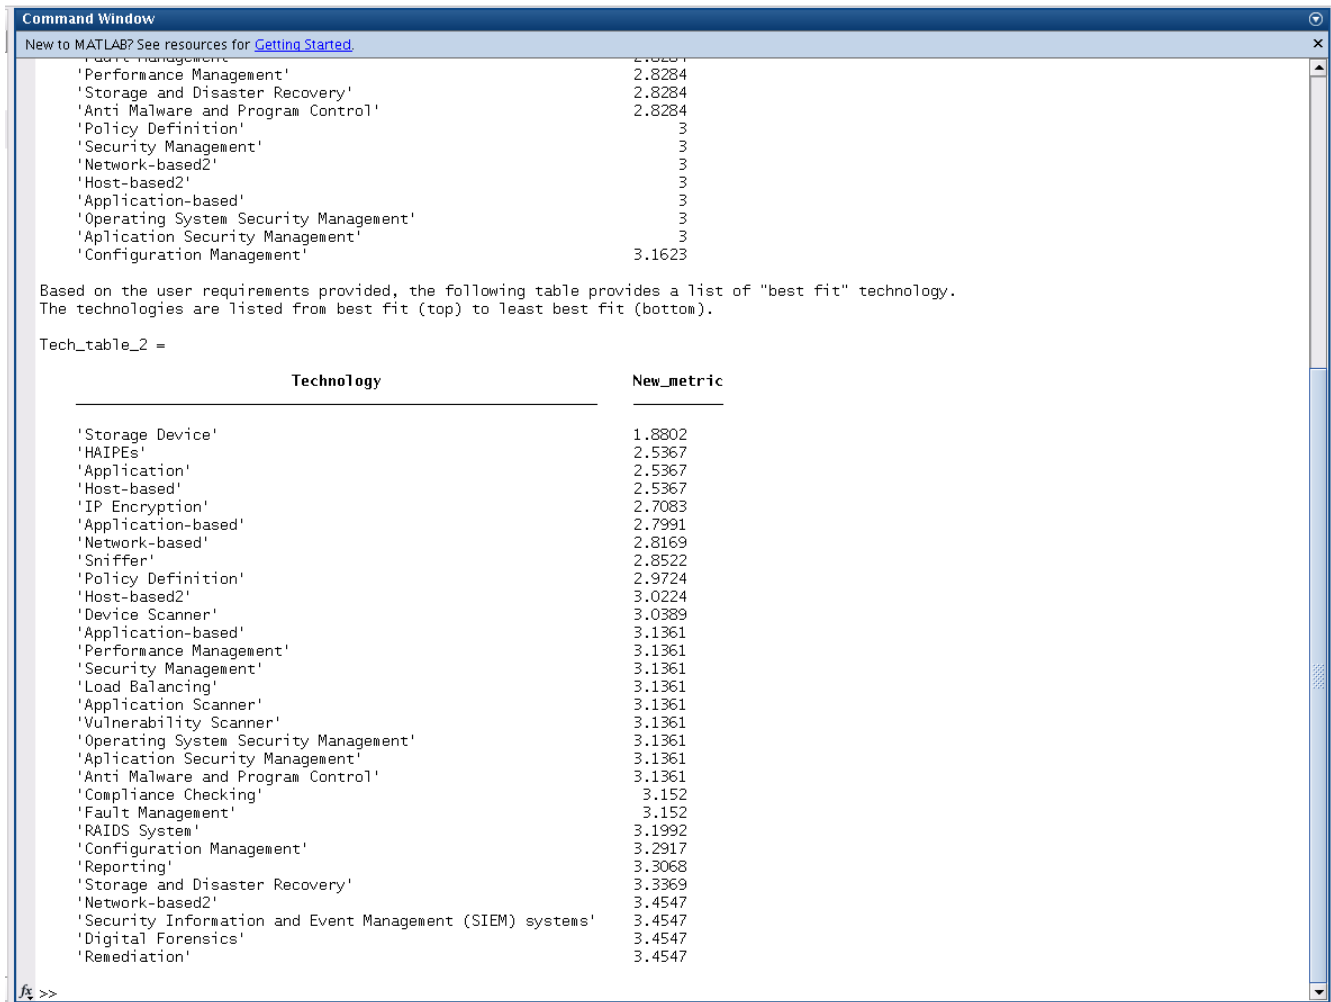 Command Window
New to MATLAB? See resources for Getting Started.
'Performance Management' 2.8284
'Storage and Disaster Recovery' 2.8284
'Anti Malware and Program Control' 2.8284
'Policy Definition' 3
'Security Management' 3
'Network-based2' 3
'Host-based2' 3
'Application-based' 3
'Operating System Security Management' 3
'Aplication Security Management' 3
'Configuration Management' 3.1623
Based on the user requirements provided, the following table provides a list of "best fit" technology.
The technologies are listed from best fit (top) to least best fit (bottom).
Tech_table_2 =
Technology New_metric
'Storage Device' 1.8802
'HAIPEs' 2.5367
'Application' 2.5367
'Host-based' 2.5367
'IP Encryption' 2.7083
'Application-based' 2.7991
'Network-based' 2.8169
'Sniffer' 2.8522
'Policy Definition' 2.9724
'Host-based2' 3.0224
'Device Scanner' 3.0389
'Application-based' 3.1361
'Performance Management' 3.1361
'Security Management' 3.1361
'Load Balancing' 3.1361
'Application Scanner' 3.1361
'Vulnerability Scanner' 3.1361
'Operating System Security Management' 3.1361
'Aplication Security Management' 3.1361
'Anti Malware and Program Control' 3.1361
'Compliance Checking' 3.152
'Fault Management' 3.152
'RAIDS System' 3.1992
'Configuration Management' 3.2917
'Reporting' 3.3068
'Storage and Disaster Recovery' 3.3369
'Network-based2' 3.4547
'Security Information and Event Management (SIEM) systems' 3.4547
'Digital Forensics' 3.4547
'Remediation' 3.4547
fx >>